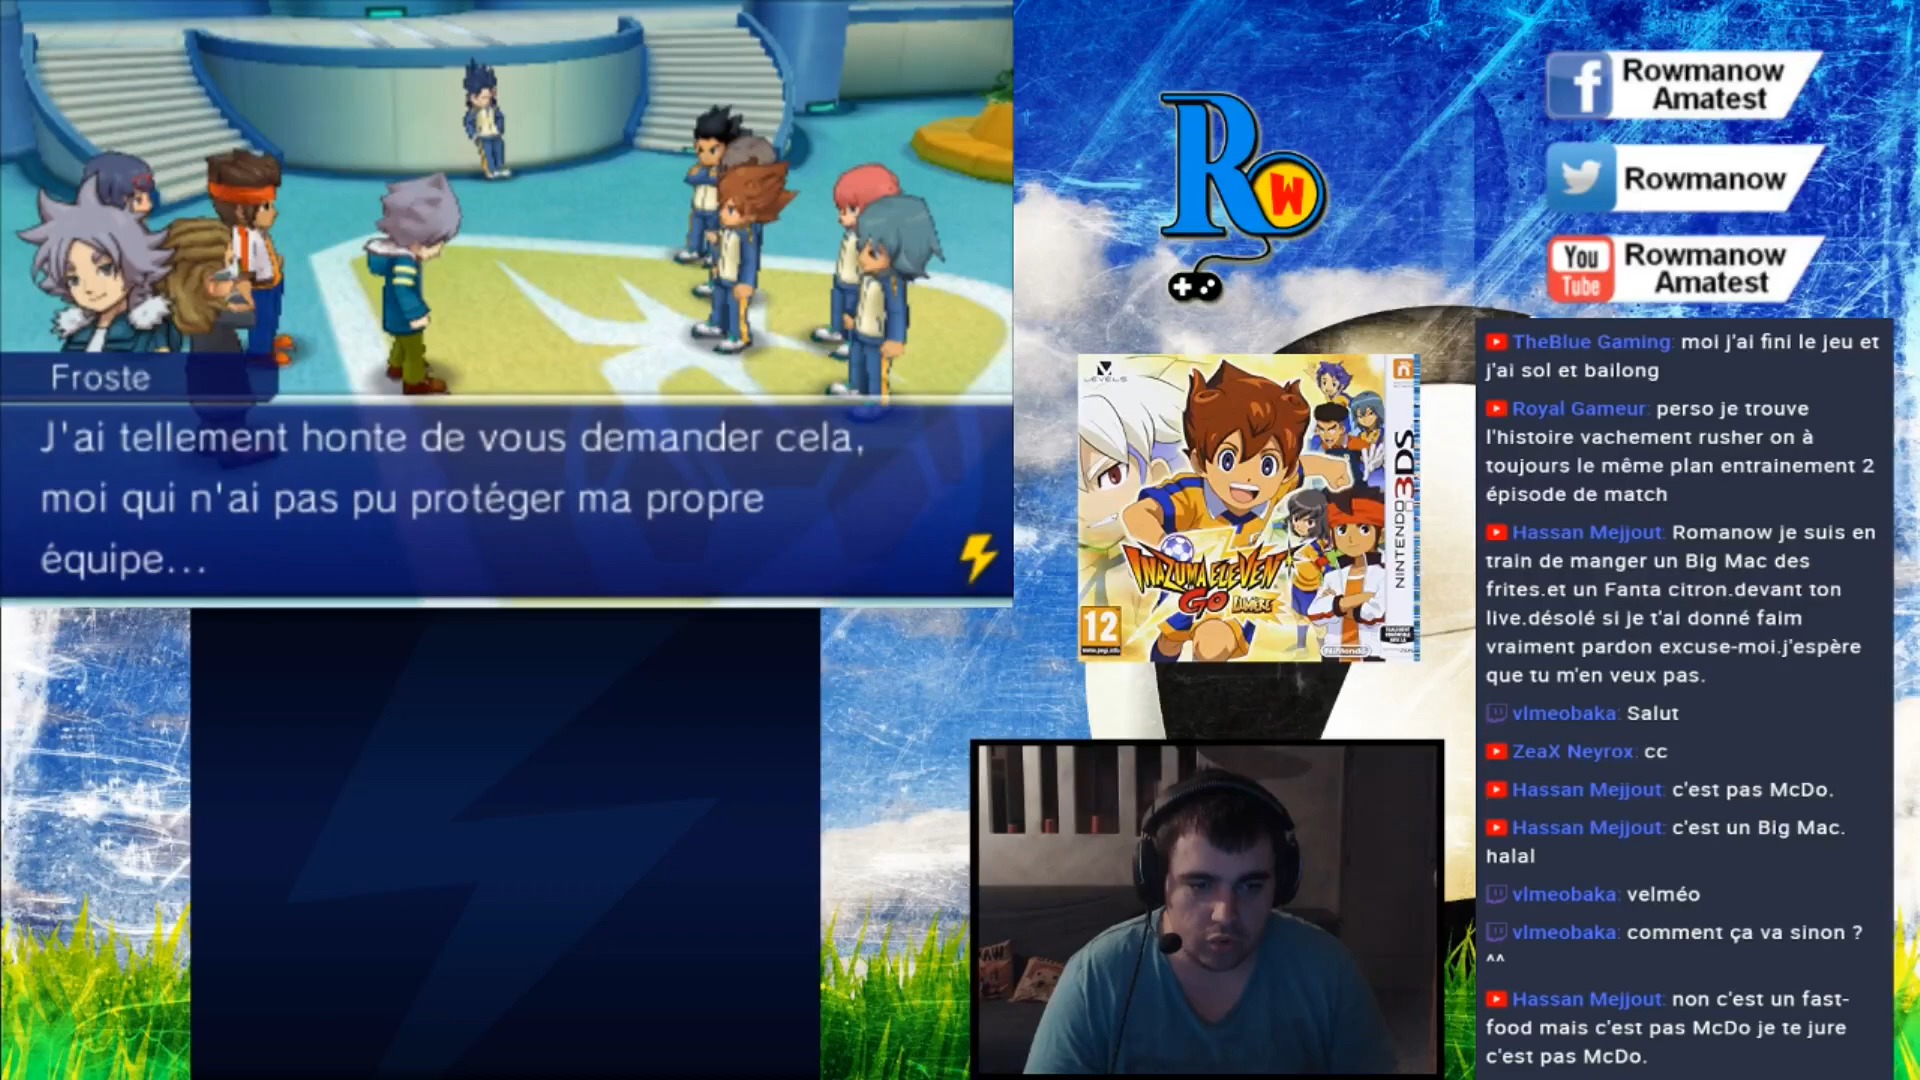 Froste
J'ai tellement honte de vous demander cela,
moi qui n'ai pas pu protéger ma propre
équipe...
ROW
LEVEL5
INAZUMA ELEVEN
GO LUMIÈRE
12
www.pegi.info
Nintendo
NINTENDO 3DS
f Rowmanow
Amatest
Rowmanow
You
Tube
Rowmanow
Amatest
TheBlue Gaming: moi j'ai fini le jeu et
j'ai sol et bailong
Royal Gameur: perso je trouve
l'histoire vachement rusher on à
toujours le même plan entrainement 2
épisode de match
Hassan Mejjout: Romanow je suis en
train de manger un Big Mac des
frites.et un Fanta citron.devant ton
live.désolé si je t'ai donné faim
vraiment pardon excuse-moi.j'espère
que tu m'en veux pas.
vlmeobaka: Salut
ZeaX Neyrox: cc
Hassan Mejjout: c'est pas McDo.
Hassan Mejjout: c'est un Big Mac.
halal
vlmeobaka: velméo
vlmeobaka: comment ça va sinon ?
^^
Hassan Mejjout: non c'est un fast-
food mais c'est pas McDo je te jure
c'est pas McDo.